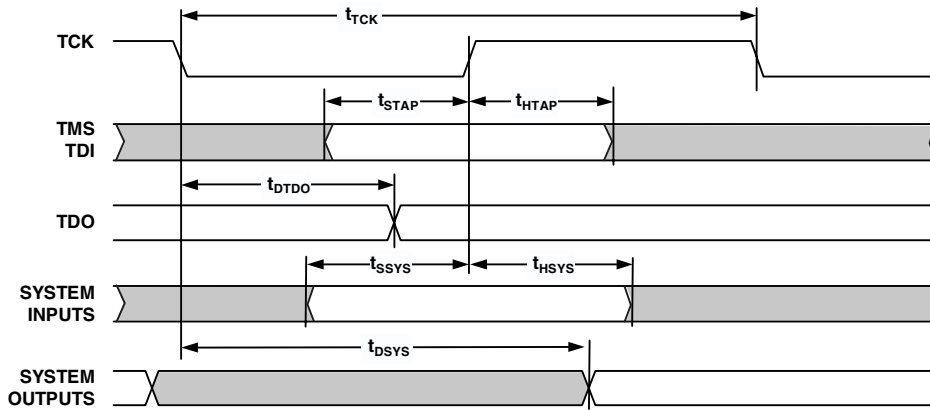 tTCK
TCK
tSTAP
tHTAP
TMS
TDI
tDTDO
TDO
tSSYS
tHSYS
SYSTEM
INPUTS
tDSYS
SYSTEM
OUTPUTS